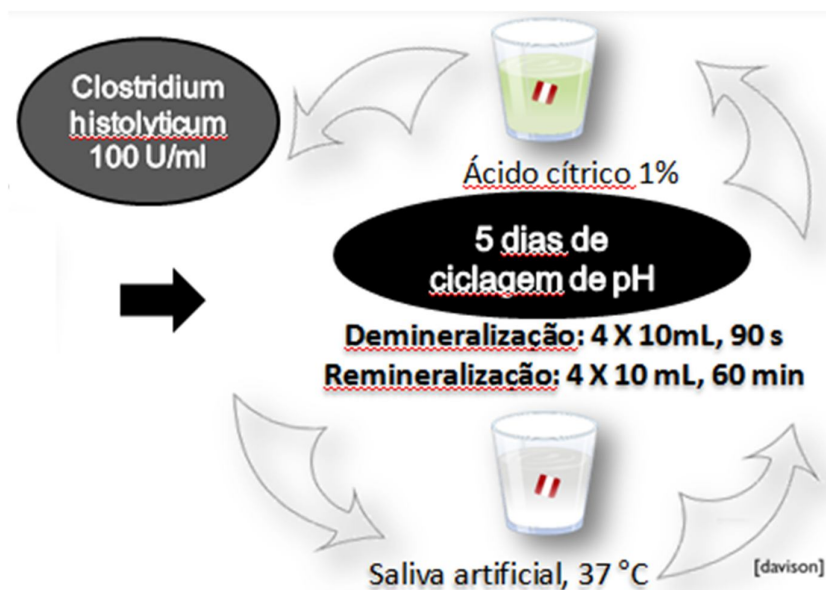 Clostridium
histolyticum
100 U/ml
Ácido cítrico 1%
5 dias de
ciclagem de pH
Demineralização: 4 X 10mL, 90 s
Remineralização: 4 X 10 mL, 60 min
Saliva artificial, 37 °C
[davison]